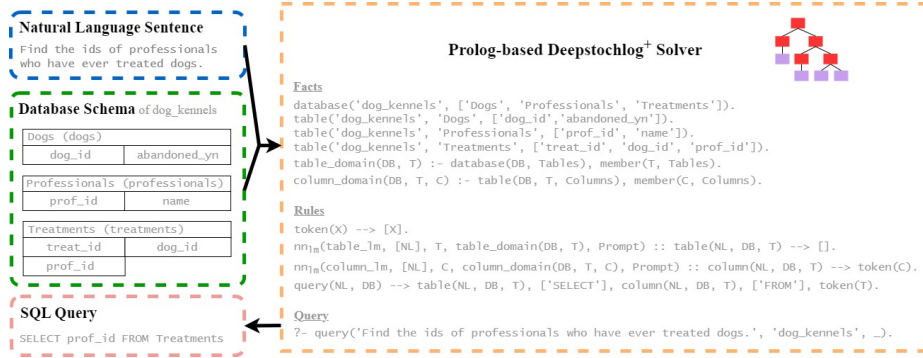 Natural Language Sentence
Find the ids of professionals
who have ever treated dogs.
Database Schema of dog_kennels
Dogs (dogs)
dog_id abandoned_yn
Professionals (professionals)
prof_id name
Treatments (treatments)
treat_id dog_id
prof_id
SQL Query
SELECT prof_id FROM Treatments
Prolog-based Deepstochlog+ Solver
Facts
database('dog_kennels', ['Dogs', 'Professionals', 'Treatments']).
table('dog_kennels', 'Dogs', ['dog_id','abandoned_yn']).
table('dog_kennels', 'Professionals', ['prof_id', 'name']).
table('dog_kennels', 'Treatments', ['treat_id', 'dog_id', 'prof_id']).
table_domain(DB, T) :- database(DB, Tables), member(T, Tables).
column_domain(DB, T, C) :- table(DB, T, Columns), member(C, Columns).
Rules
token(X) --> [X].
nnlm(table_lm, [NL], T, table_domain(DB, T), Prompt) :: table(NL, DB, T) --> [].
nnlm(column_lm, [NL], C, column_domain(DB, T, C), Prompt) :: column(NL, DB, T) --> token(C).
query(NL, DB) --> table(NL, DB, T), ['SELECT'], column(NL, DB, T), ['FROM'], token(T).
Query
?- query('Find the ids of professionals who have ever treated dogs.', 'dog_kennels', _).